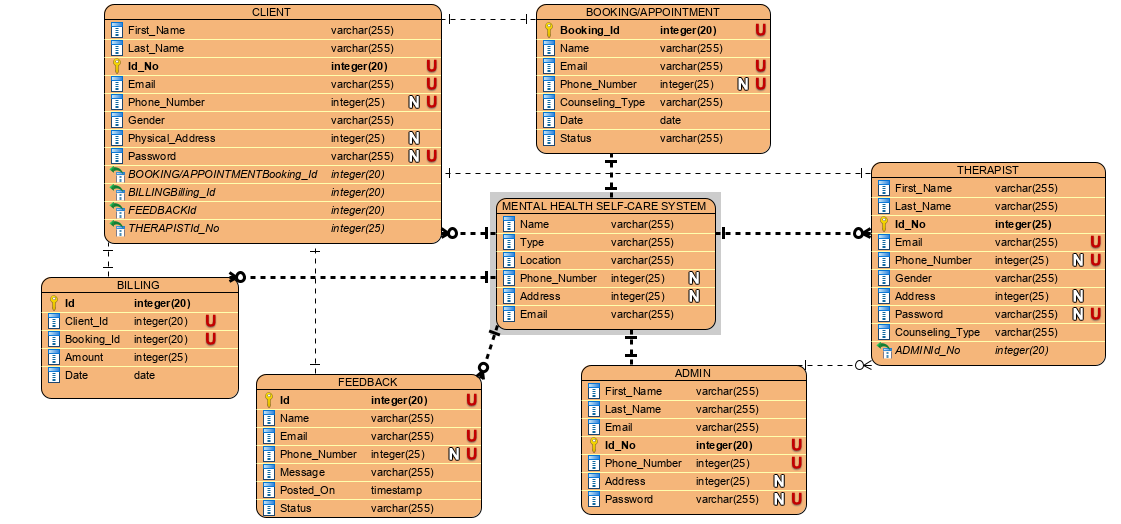 CLIENT
First_Name varchar(255)
Last_Name varchar(255)
Id_No integer(20) U
Email varchar(255) U
Phone_Number integer(25) N U
Gender varchar(255)
Physical_Address integer(25) N
Password varchar(255) N U
BOOKING/APPOINTMENTBooking_Id integer(20)
BILLINGBilling_Id integer(20)
FEEDBACKId integer(20)
THERAPISTId_No integer(25)
BOOKING/APPOINTMENT
Booking_Id integer(20) U
Name varchar(255)
Email varchar(255) U
Phone_Number integer(25) N U
Counseling_Type varchar(255)
Date date
Status varchar(255)
THERAPIST
First_Name varchar(255)
Last_Name varchar(255)
Id_No integer(25)
Email varchar(255) U
Phone_Number integer(25) N U
Gender varchar(255)
Address integer(25) N
Password varchar(255) N U
Counseling_Type varchar(255)
ADMINId_No integer(20)
MENTAL HEALTH SELF-CARE SYSTEM
Name varchar(255)
Type varchar(255)
Location varchar(255)
Phone_Number integer(25) N
Address integer(25) N
Email varchar(255)
BILLING
Id integer(20)
Client_Id integer(20) U
Booking_Id integer(20) U
Amount integer(25)
Date date
FEEDBACK
Id integer(20) U
Name varchar(255)
Email varchar(255) U
Phone_Number integer(25) N U
Message varchar(255)
Posted_On timestamp
Status varchar(255)
ADMIN
First_Name varchar(255)
Last_Name varchar(255)
Email varchar(255)
Id_No integer(20) U
Phone_Number integer(25) U
Address integer(25) N
Password varchar(255) N U